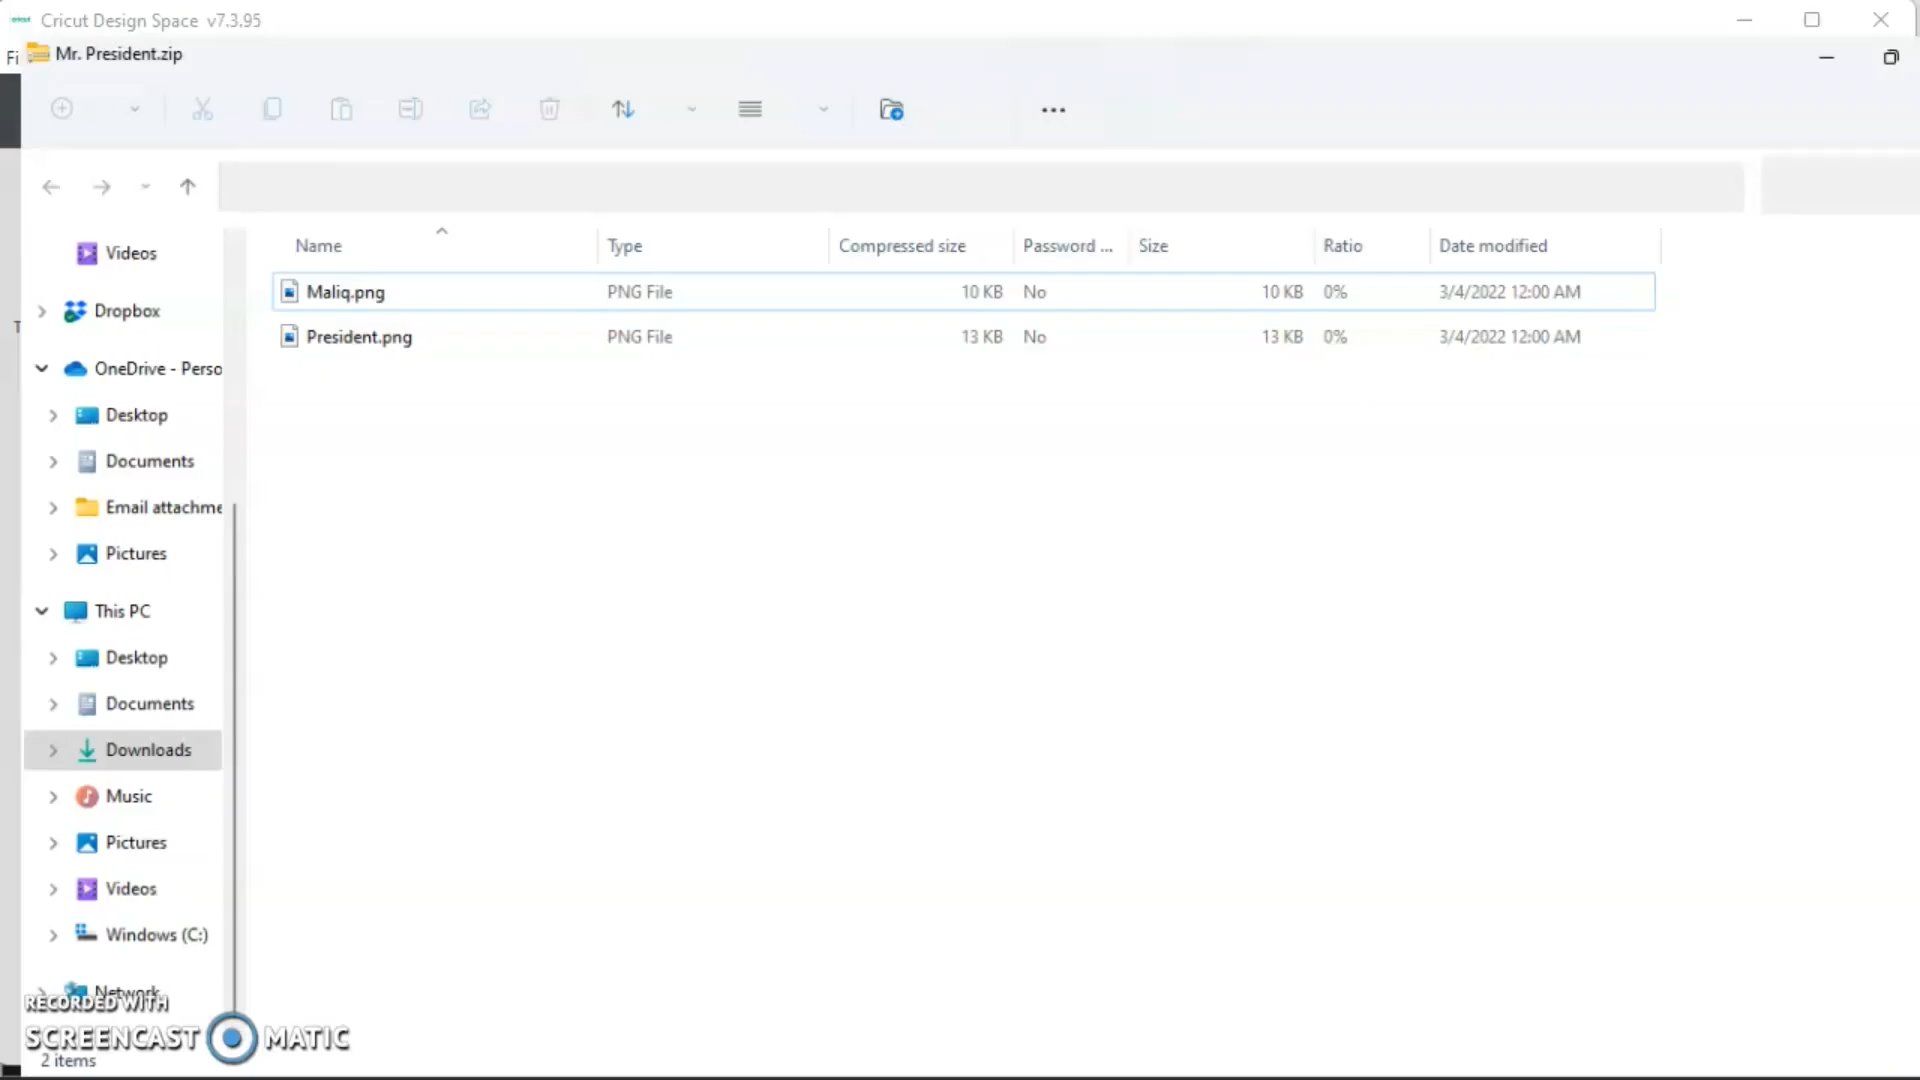 cricut Cricut Design Space v7.3.95
Fi
Mr. President.zip
Name Type Compressed size Password ... Size Ratio Date modified
Maliq.png PNG File 10 KB No 10 KB 0% 3/4/2022 12:00 AM
President.png PNG File 13 KB No 13 KB 0% 3/4/2022 12:00 AM
Videos
Dropbox
T
OneDrive - Perso
Desktop
Documents
Email attachme
Pictures
This PC
Desktop
Documents
Downloads
Music
Pictures
Videos
Windows (C:)
Network
RECORDED WITH
SCREENCAST MATIC
2 items